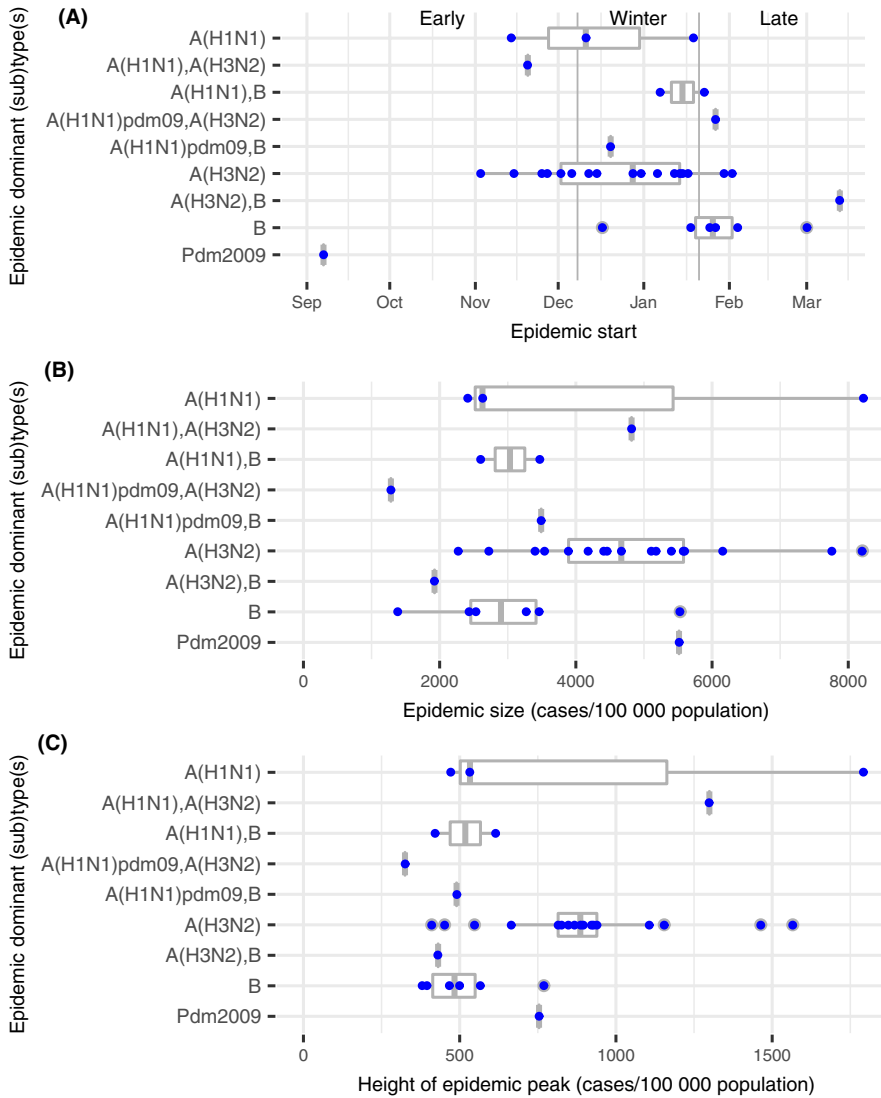 (A)
Early Winter Late
Epidemic dominant (sub)type(s)
A(H1N1)
A(H1N1),A(H3N2)
A(H1N1),B
A(H1N1)pdm09,A(H3N2)
A(H1N1)pdm09,B
A(H3N2)
A(H3N2),B
B
Pdm2009
Sep Oct Nov Dec Jan Feb Mar
Epidemic start
(B)
Epidemic dominant (sub)type(s)
A(H1N1)
A(H1N1),A(H3N2)
A(H1N1),B
A(H1N1)pdm09,A(H3N2)
A(H1N1)pdm09,B
A(H3N2)
A(H3N2),B
B
Pdm2009
0 2000 4000 6000 8000
Epidemic size (cases/100 000 population)
(C)
Epidemic dominant (sub)type(s)
A(H1N1)
A(H1N1),A(H3N2)
A(H1N1),B
A(H1N1)pdm09,A(H3N2)
A(H1N1)pdm09,B
A(H3N2)
A(H3N2),B
B
Pdm2009
0 500 1000 1500
Height of epidemic peak (cases/100 000 population)